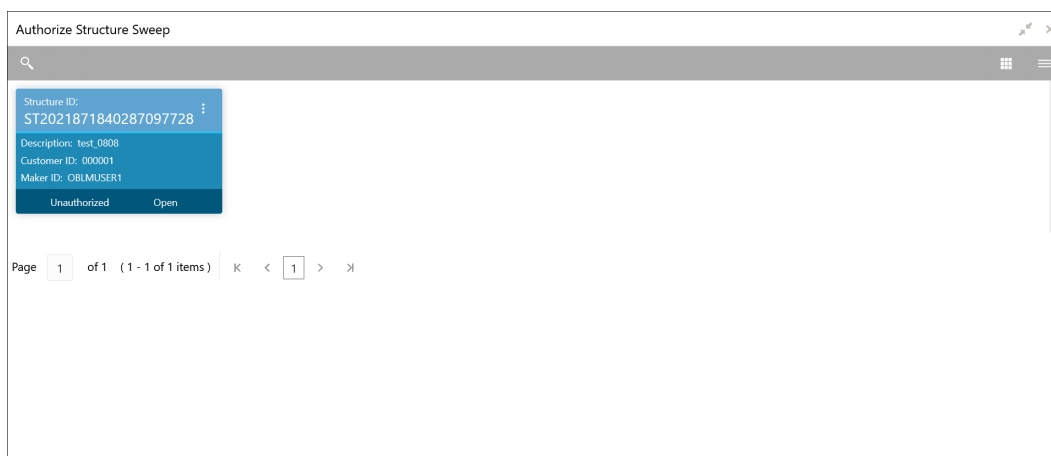 Authorize Structure Sweep
Structure ID:
ST2021871840287097728
Description: test_0808
Customer ID: 000001
Maker ID: OBLMUSER1
Unauthorized Open
Page 1 of 1 ( 1 - 1 of 1 items ) 1